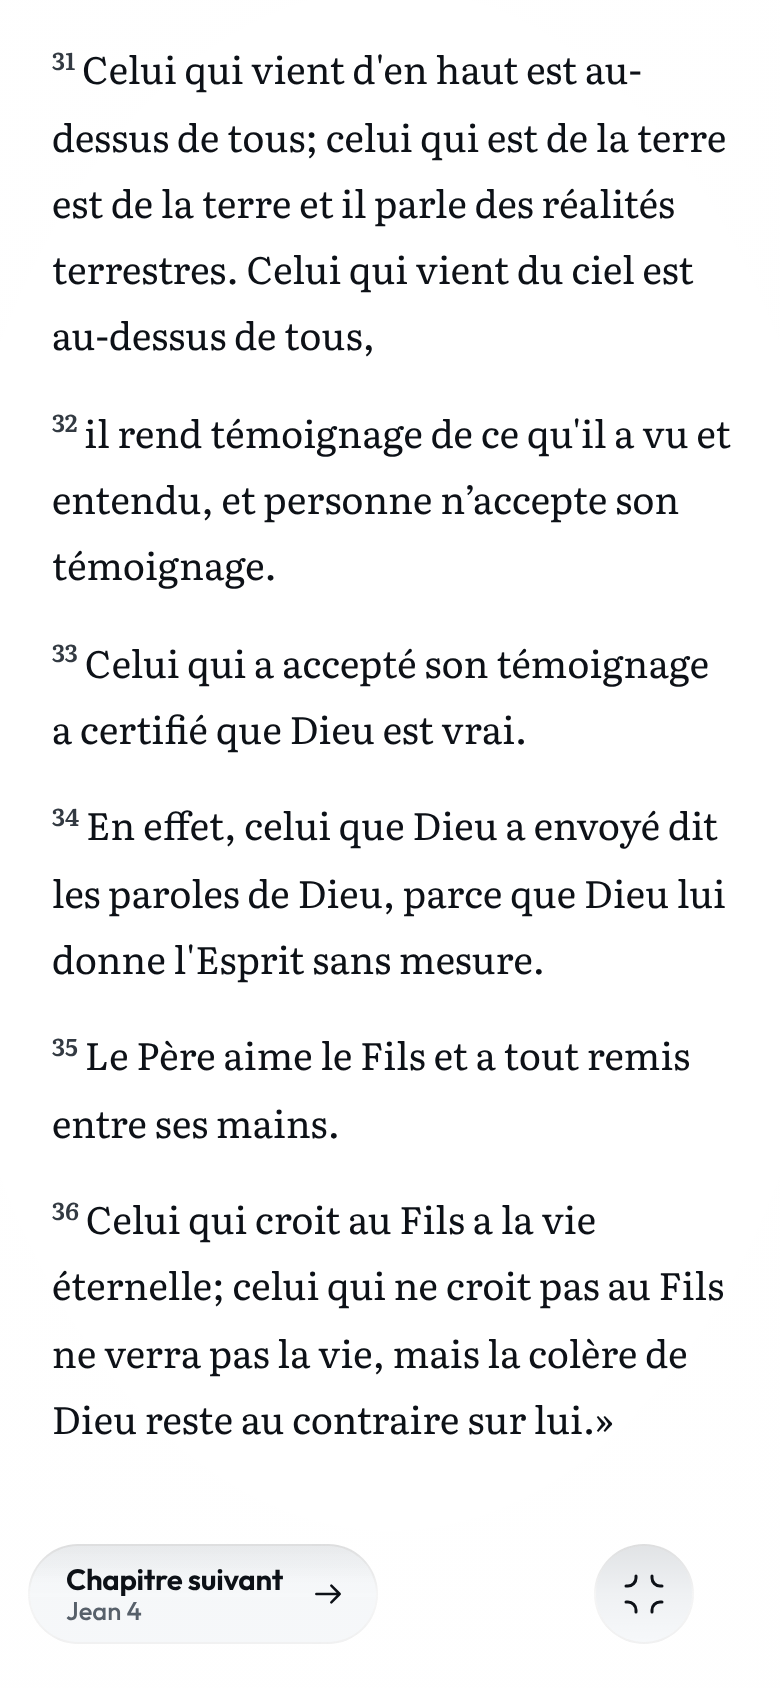 31 Celui qui vient d'en haut est au-
dessus de tous; celui qui est de la terre
est de la terre et il parle des réalités
terrestres. Celui qui vient du ciel est
au-dessus de tous,
32 il rend témoignage de ce qu'il a vu et
entendu, et personne n’accepte son
témoignage.
33 Celui qui a accepté son témoignage
a certifié que Dieu est vrai.
34 En effet, celui que Dieu a envoyé dit
les paroles de Dieu, parce que Dieu lui
donne l'Esprit sans mesure.
35 Le Père aime le Fils et a tout remis
entre ses mains.
36 Celui qui croit au Fils a la vie
éternelle; celui qui ne croit pas au Fils
ne verra pas la vie, mais la colère de
Dieu reste au contraire sur lui.»
Chapitre suivant
Jean 4